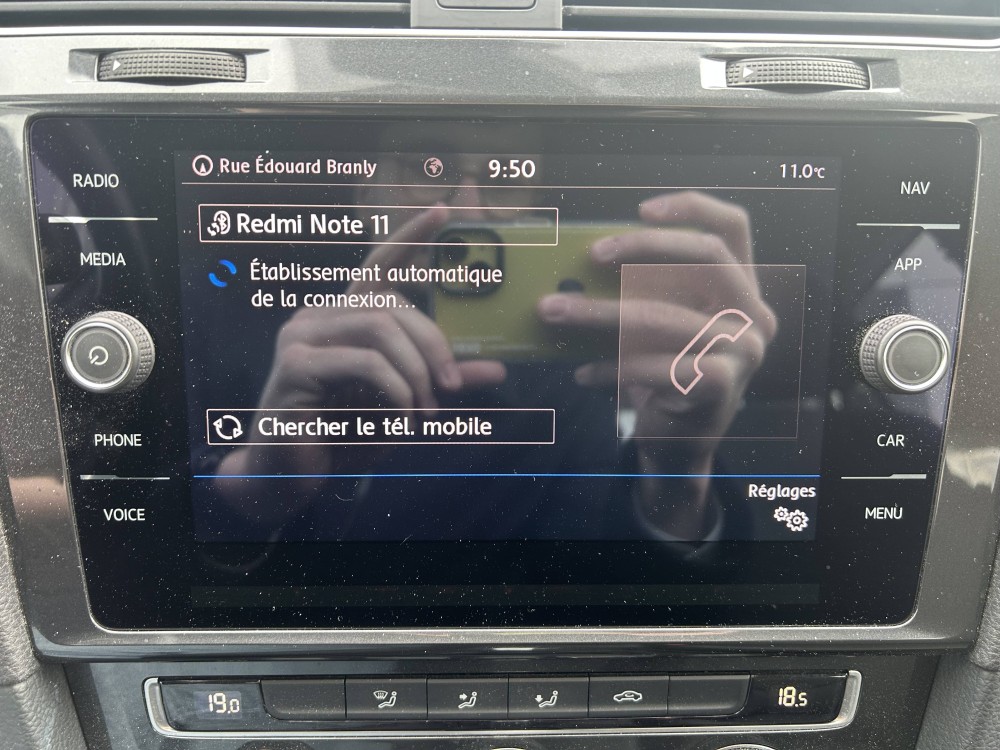 Rue Édouard Branly 9:50 11.0°C
RADIO
NAV
Redmi Note 11
MEDIA
APP
Établissement automatique
de la connexion...
PHONE
Chercher le tél. mobile
CAR
Réglages
VOICE
MENU
19.0
18.5